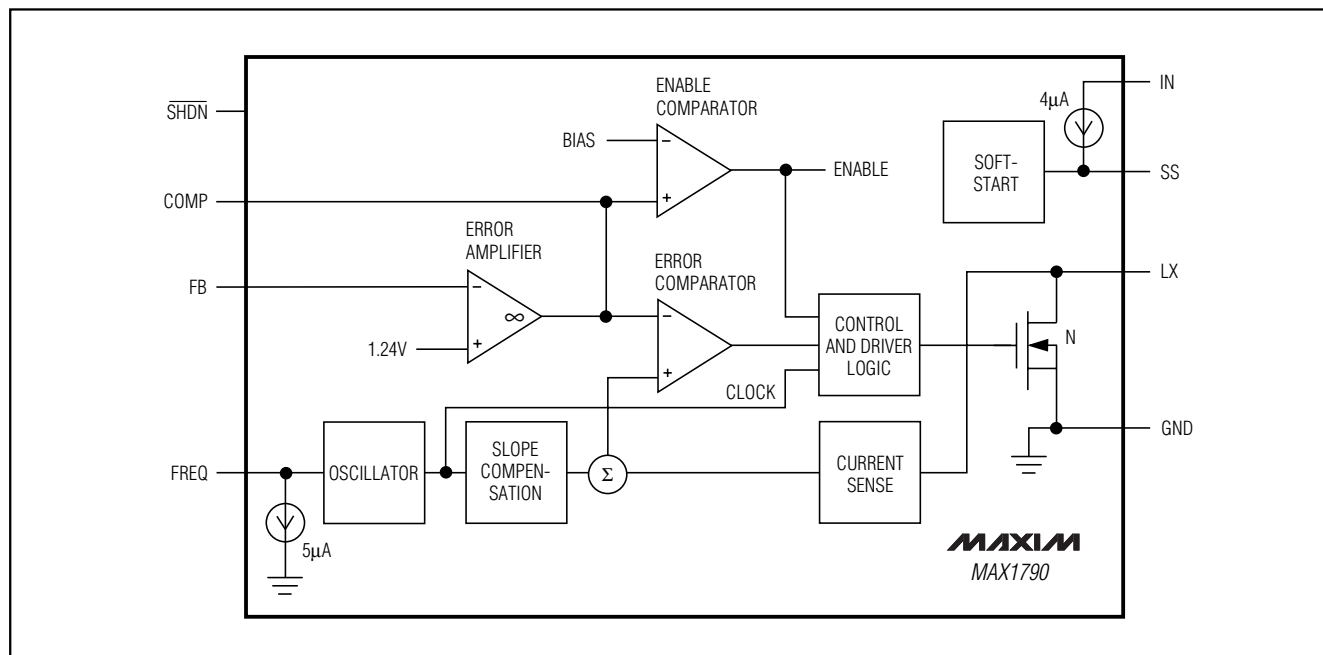 SHDN
COMP
FB
FREQ
5µA
BIAS
ENABLE
COMPARATOR
−
+
ENABLE
ERROR
AMPLIFIER
−
+
∞
1.24V
ERROR
COMPARATOR
−
+
CLOCK
OSCILLATOR
SLOPE
COMPEN-
SATION
Σ
CONTROL
AND DRIVER
LOGIC
CURRENT
SENSE
SOFT-
START
4µA
IN
SS
LX
N
GND
MAXIM
MAX1790